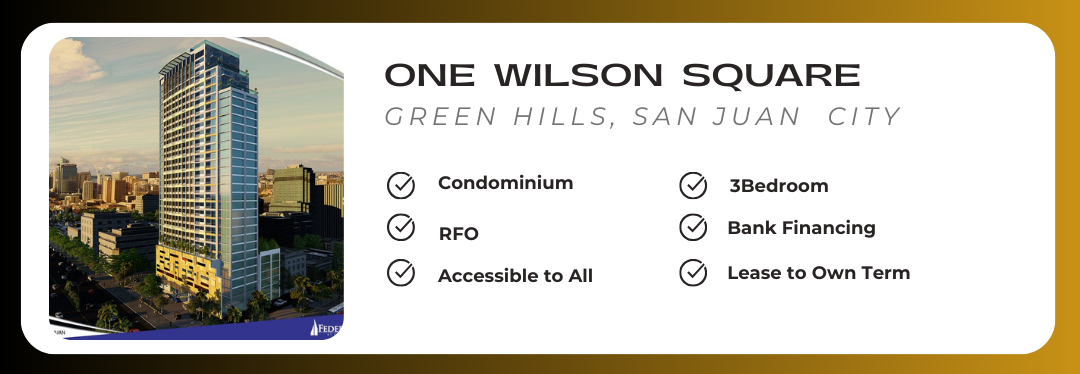 ONE WILSON SQUARE
GREEN HILLS, SAN JUAN CITY
Condominium
RFO
Accessible to All
3Bedroom
Bank Financing
Lease to Own Term